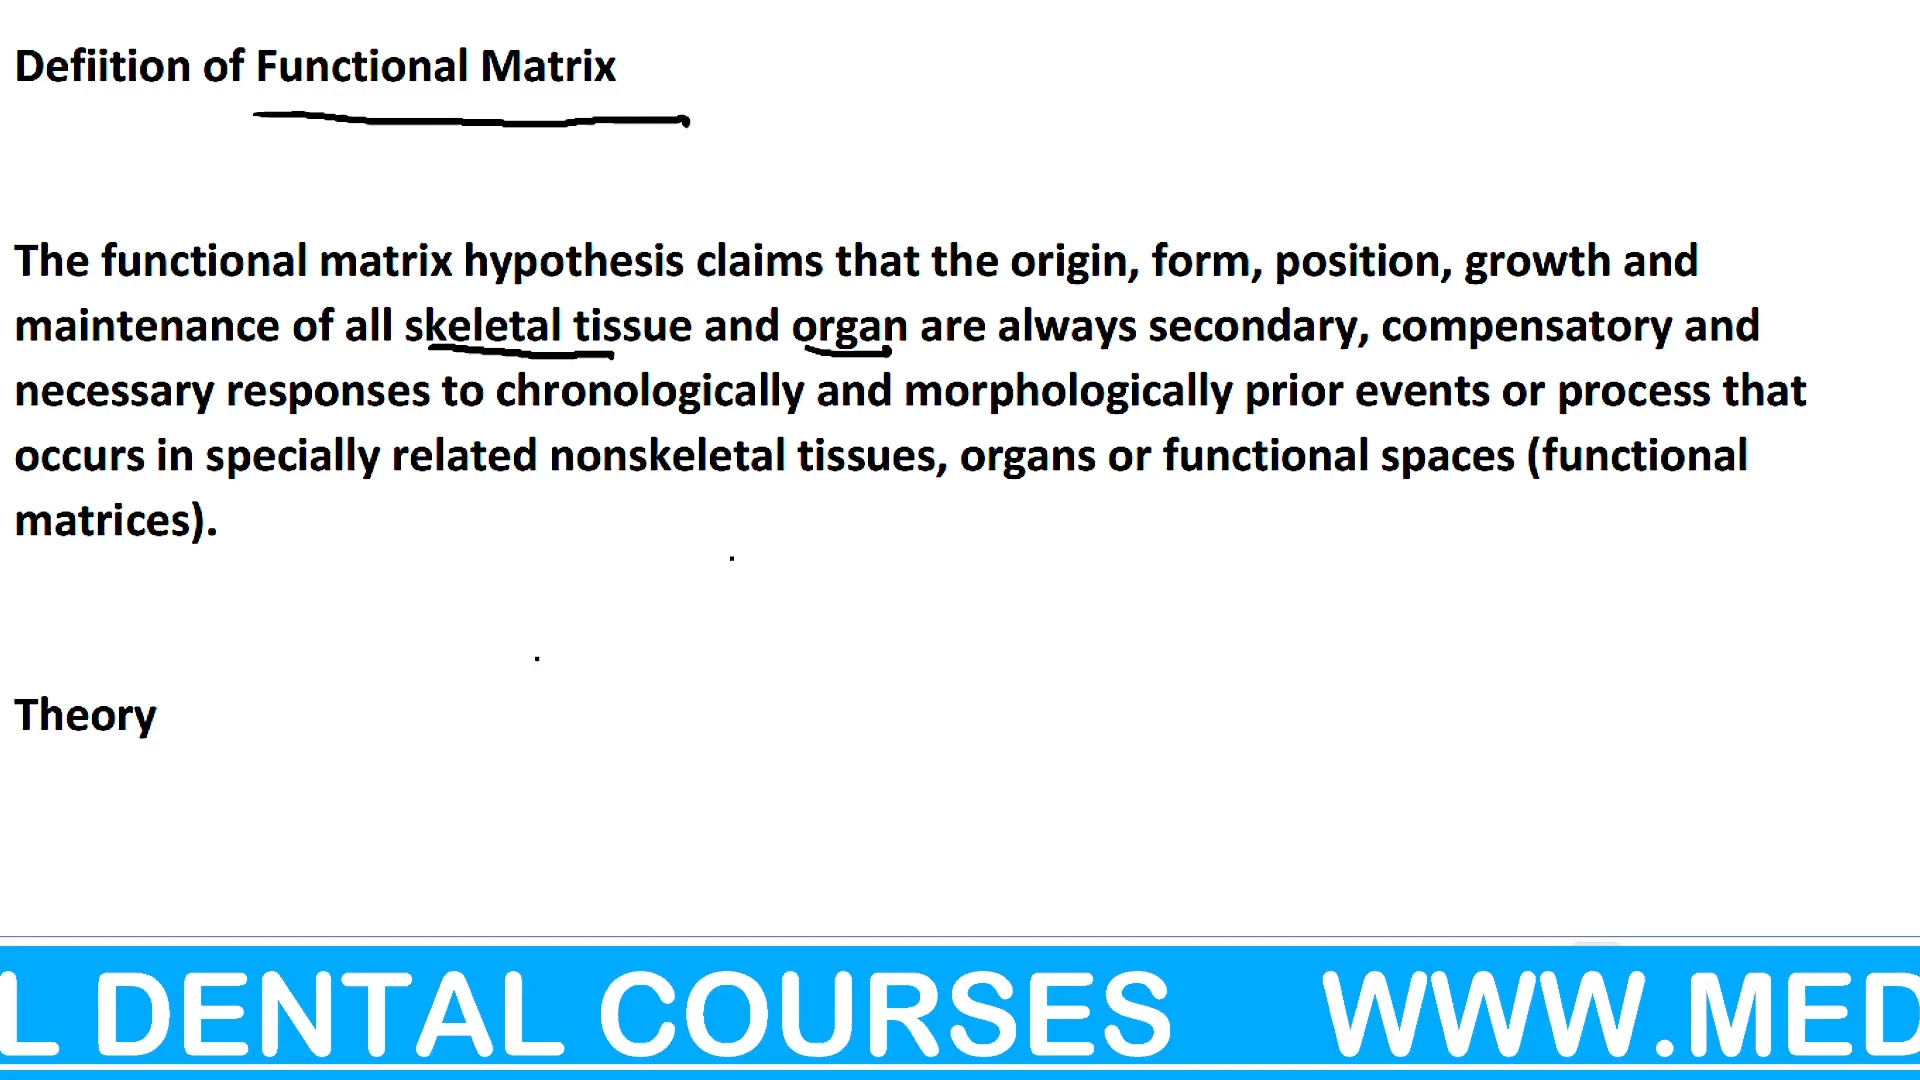 Defiition of Functional Matrix
The functional matrix hypothesis claims that the origin, form, position, growth and
maintenance of all skeletal tissue and organ are always secondary, compensatory and
necessary responses to chronologically and morphologically prior events or process that
occurs in specially related nonskeletal tissues, organs or functional spaces (functional
matrices).
Theory
L DENTAL COURSES WWW.MED